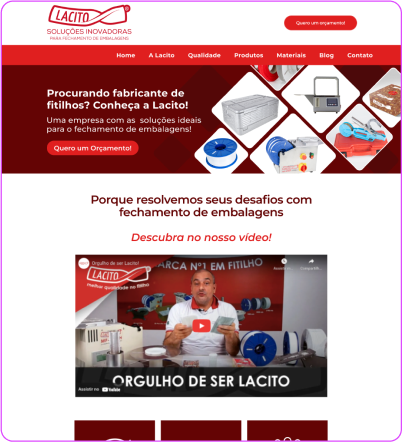 LACITO
SOLUÇÕES INOVADORAS
PARA FECHAMENTO DE EMBALAGENS
Quero um orçamento!
Home A Lacito Qualidade Produtos Materiais Blog Contato
Procurando fabricante de
fitilhos? Conheça a Lacito!
Uma empresa com as soluções ideais
para o fechamento de embalagens!
Quero um Orçamento!
Porque resolvemos seus desafios com
fechamento de embalagens
Descubra no nosso vídeo!
Orgulho de ser Lacito!
ARCA Nº1 EM FITILHO
LACITO
melhor qualidade no fitilho
ORGULHO DE SER LACITO
Assistir no YouTube